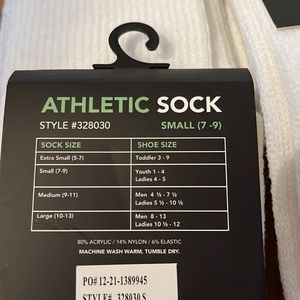 ATHLETIC SOCK
STYLE #328030 SMALL (7 -9)
SOCK SIZE SHOE SIZE
Extra Small (5-7) Toddler 3 - 9
Small (7-9) Youth 1 - 4
Ladies 4 - 5
Medium (9-11) Men 4 ½ - 7 ½
Ladies 5 ½ - 10 ½
Large (10-13) Men 8 - 13
Ladies 10 ½ - 12
80% ACRYLIC / 14% NYLON / 6% ELASTIC
MACHINE WASH WARM, TUMBLE DRY.
PO# 12-21-1389945
STYLE# 328030 S